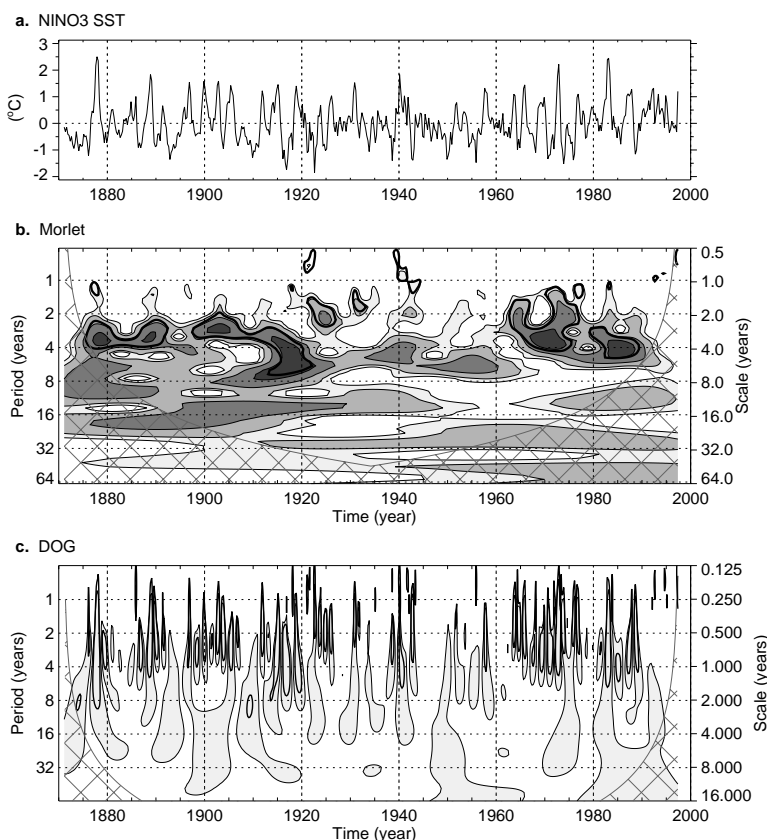 a. NINO3 SST
3
2
1
0
-1
-2
(°C)
1880 1900 1920 1940 1960 1980 2000
b. Morlet
1
2
4
8
16
32
64
Period (years)
0.5
1.0
2.0
4.0
8.0
16.0
32.0
64.0
Scale (years)
1880 1900 1920 1940 1960 1980 2000
Time (year)
c. DOG
1
2
4
8
16
32
Period (years)
0.125
0.250
0.500
1.000
2.000
4.000
8.000
16.000
Scale (years)
1880 1900 1920 1940 1960 1980 2000
Time (year)